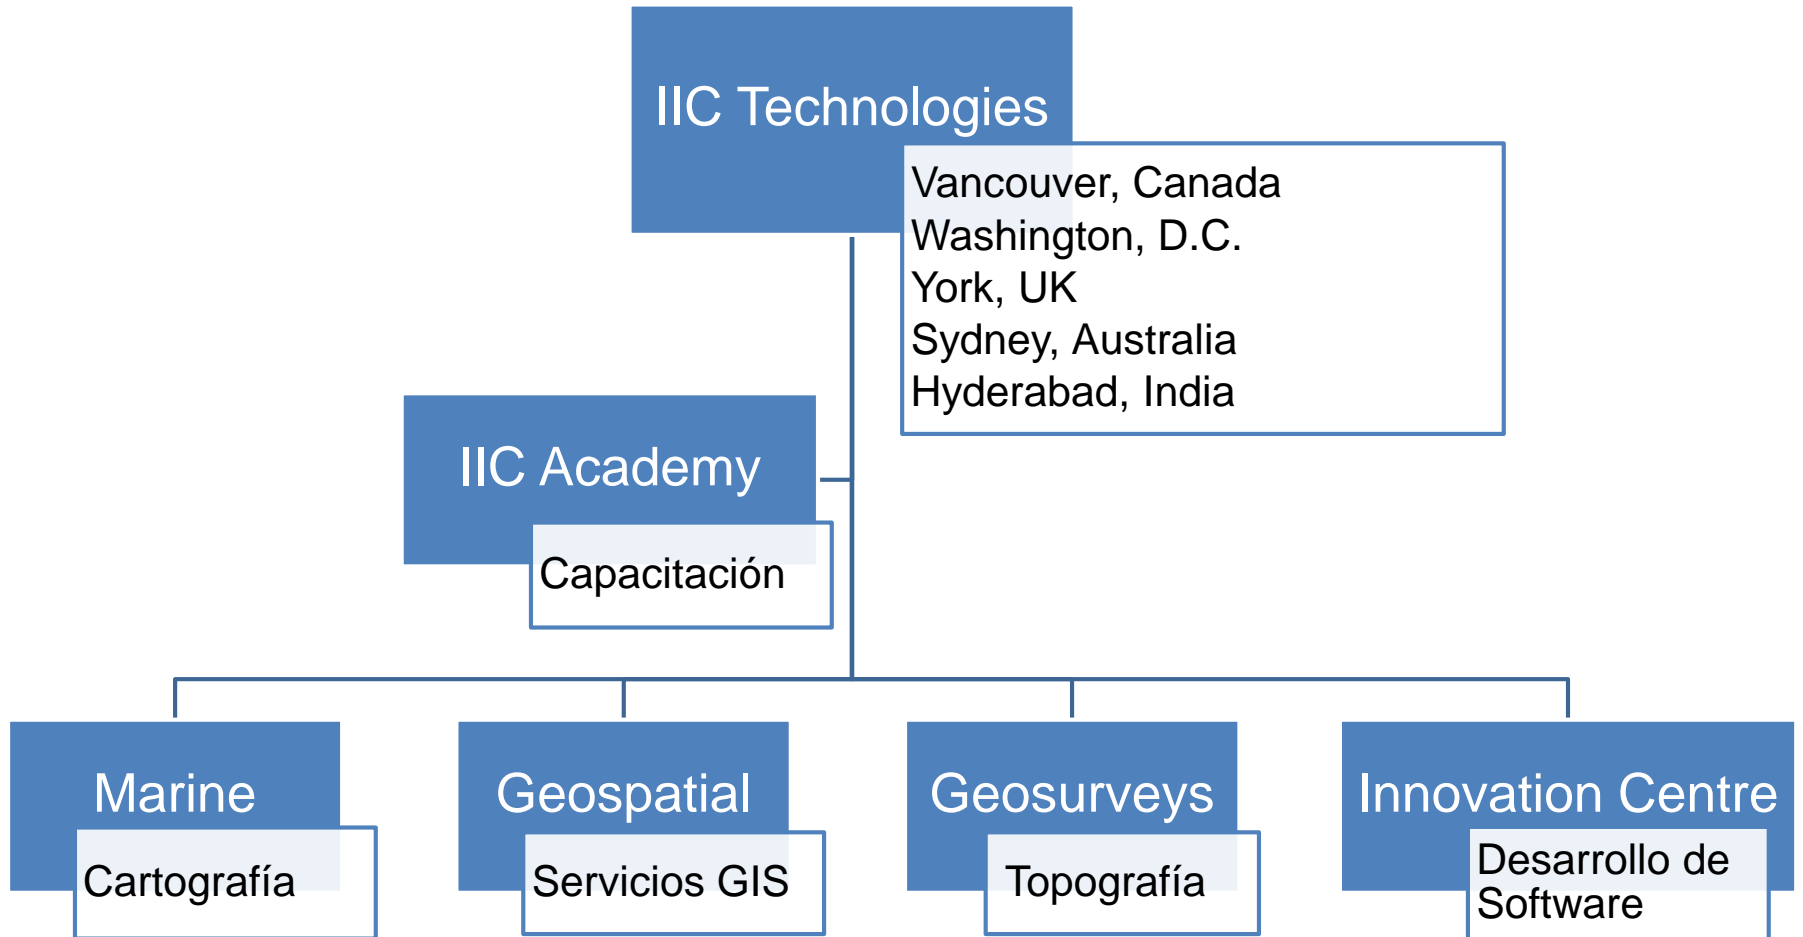 IIC Technologies
Vancouver, Canada
Washington, D.C.
York, UK
Sydney, Australia
Hyderabad, India
IIC Academy
Capacitación
Marine
Cartografía
Geospatial
Servicios GIS
Geosurveys
Topografía
Innovation Centre
Desarrollo de
Software